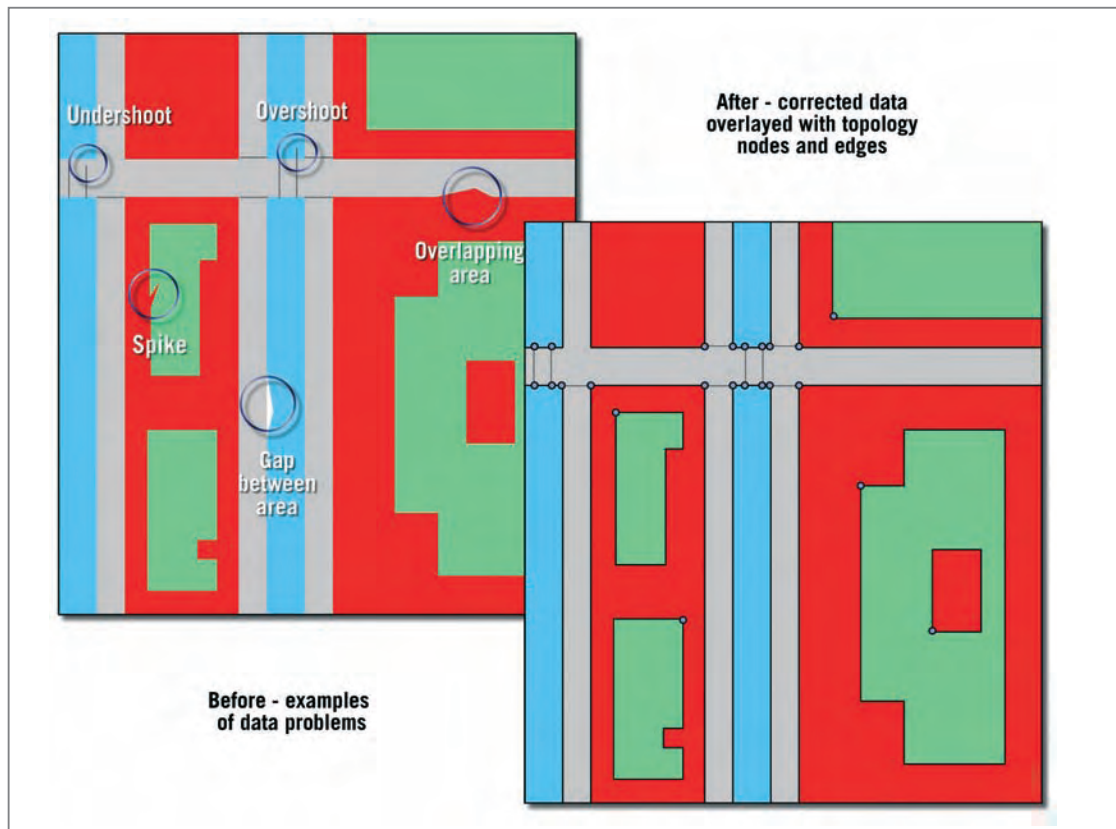 Undershoot
Overshoot
After - corrected data
overlayed with topology
nodes and edges
Overlapping
area
Spike
Gap
between
area
Before - examples
of data problems